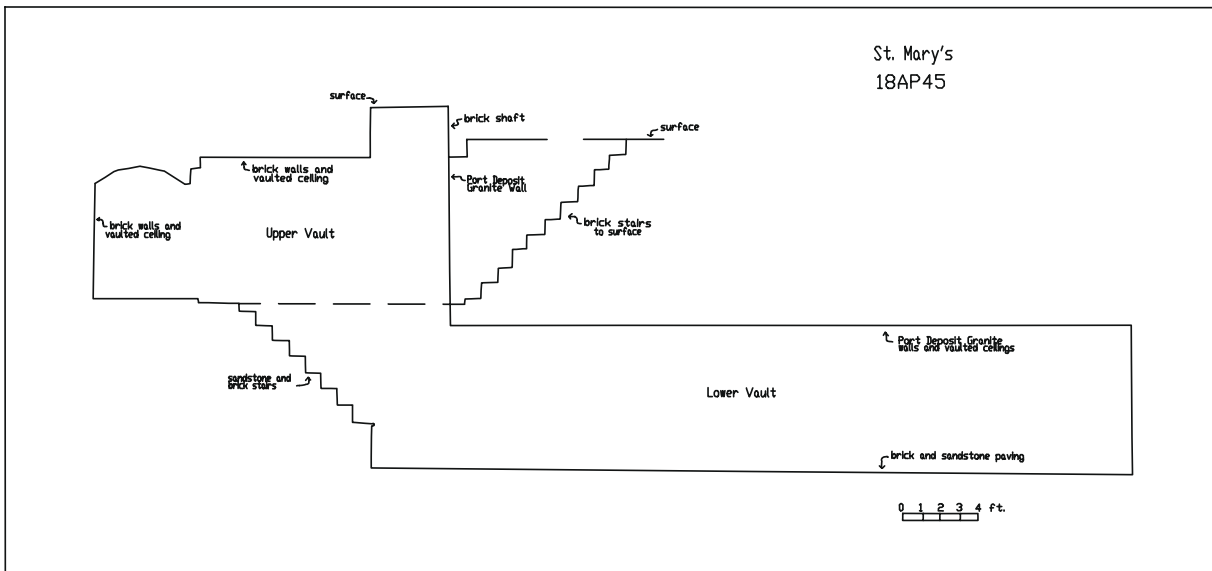 St. Mary's
18AP45
surface
brick shaft
surface
brick walls and
vaulted ceiling
Port Deposit
Granite Wall
brick walls and
vaulted ceiling
Upper Vault
brick stairs
to surface
Port Deposit Granite
walls and vaulted ceilings
sandstone and
brick stairs
Lower Vault
brick and sandstone paving
0 1 2 3 4 ft.